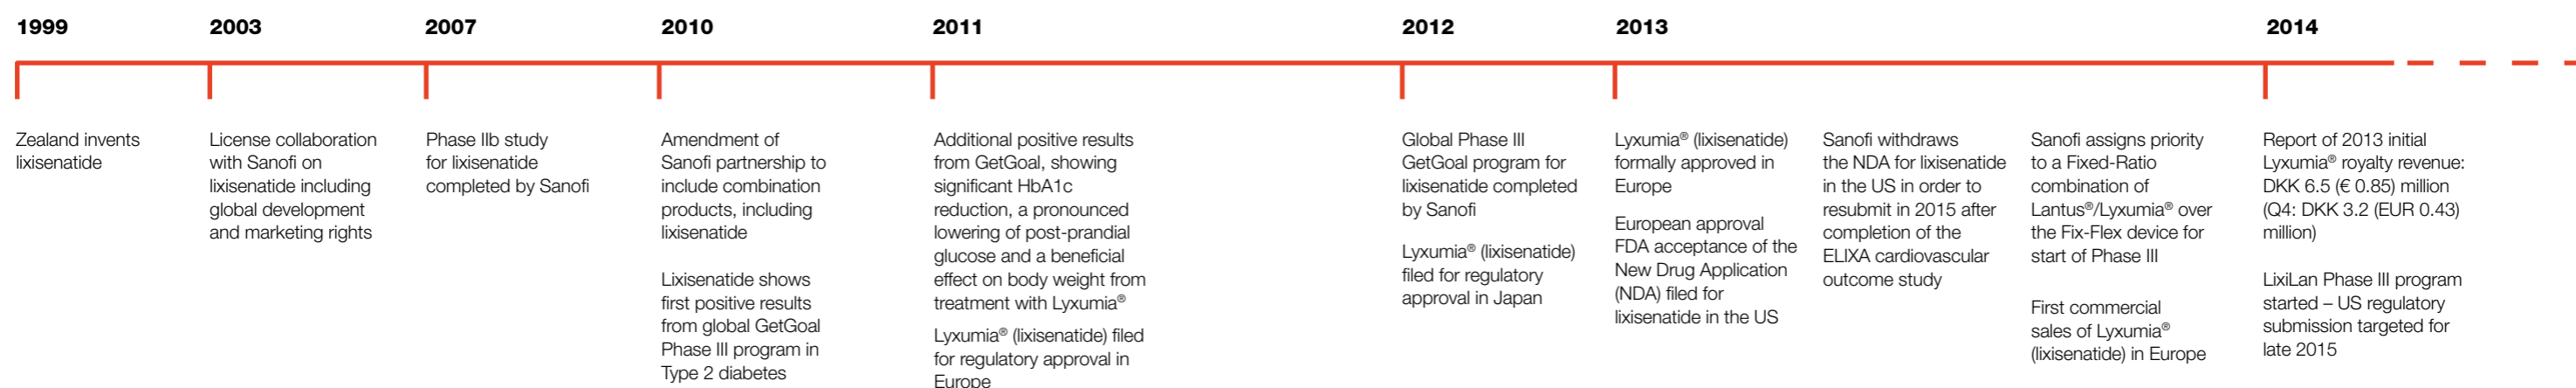 1999
Zealand invents
lixisenatide
2003
License collaboration
with Sanofi on
lixisenatide including
global development
and marketing rights
2007
Phase IIb study
for lixisenatide
completed by Sanofi
2010
Amendment of
Sanofi partnership to
include combination
products, including
lixisenatide
Lixisenatide shows
first positive results
from global GetGoal
Phase III program in
Type 2 diabetes
2011
Additional positive results
from GetGoal, showing
significant HbA1c
reduction, a pronounced
lowering of post-prandial
glucose and a beneficial
effect on body weight from
treatment with Lyxumia®
Lyxumia® (lixisenatide) filed
for regulatory approval in
Europe
2012
Global Phase III
GetGoal program for
lixisenatide completed
by Sanofi
Lyxumia® (lixisenatide)
filed for regulatory
approval in Japan
2013
Lyxumia® (lixisenatide)
formally approved in
Europe
European approval
FDA acceptance of the
New Drug Application
(NDA) filed for
lixisenatide in the US
Sanofi withdraws
the NDA for lixisenatide
in the US in order to
resubmit in 2015 after
completion of the
ELIXA cardiovascular
outcome study
Sanofi assigns priority
to a Fixed-Ratio
combination of
Lantus®/Lyxumia® over
the Fix-Flex device for
start of Phase III
First commercial
sales of Lyxumia®
(lixisenatide) in Europe
2014
Report of 2013 initial
Lyxumia® royalty revenue:
DKK 6.5 (€ 0.85) million
(Q4: DKK 3.2 (EUR 0.43)
million)
LixiLan Phase III program
started – US regulatory
submission targeted for
late 2015